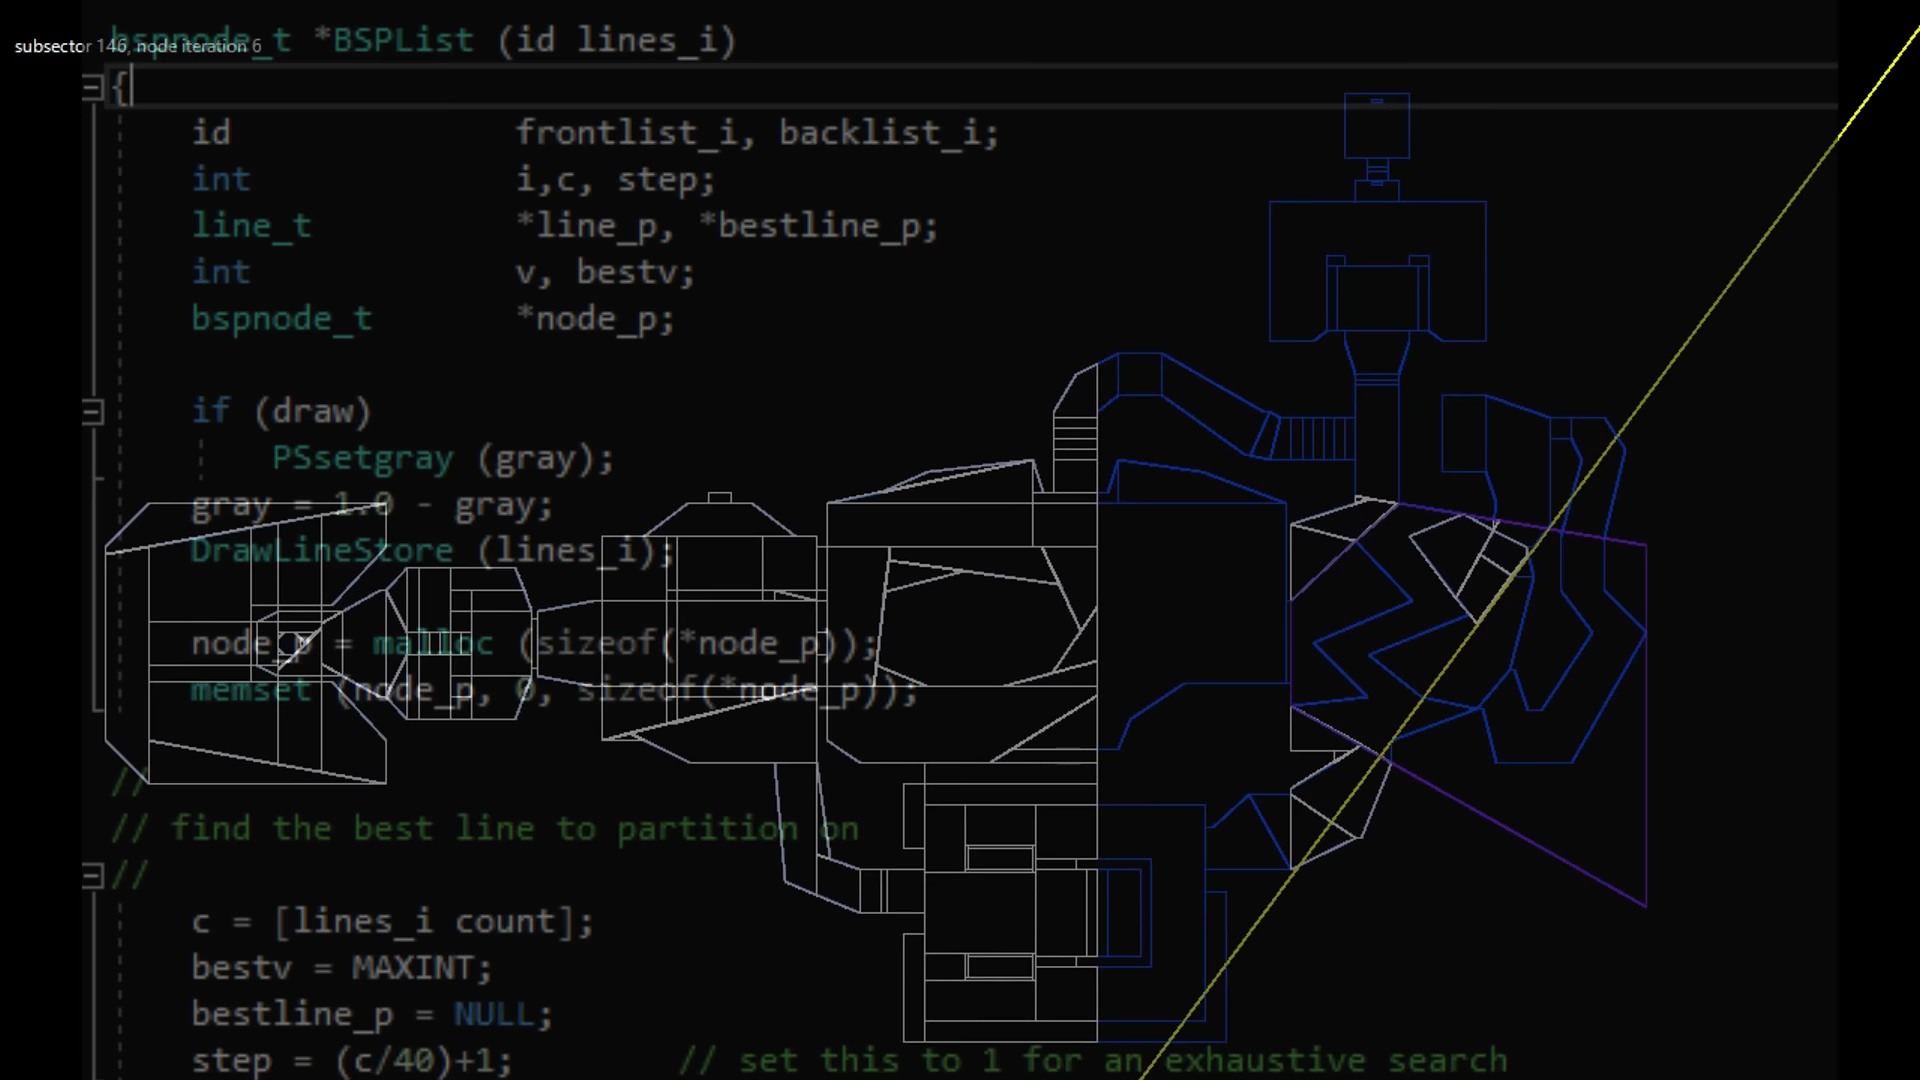 subsector 146, node iteration 6
bspnode_t *BSPList (id lines_i)
{
id frontlist_i, backlist_i;
int i,c, step;
line_t *line_p, *bestline_p;
int v, bestv;
bspnode_t *node_p;
if (draw)
PSsetgray (gray);
gray = 1.0 - gray;
DrawLineStore (lines_i);
node_p = malloc (sizeof(*node_p));
memset (node_p, 0, sizeof(*node_p));
//
// find the best line to partition on
//
c = [lines_i count];
bestv = MAXINT;
bestline_p = NULL;
step = (c/40)+1; // set this to 1 for an exhaustive search